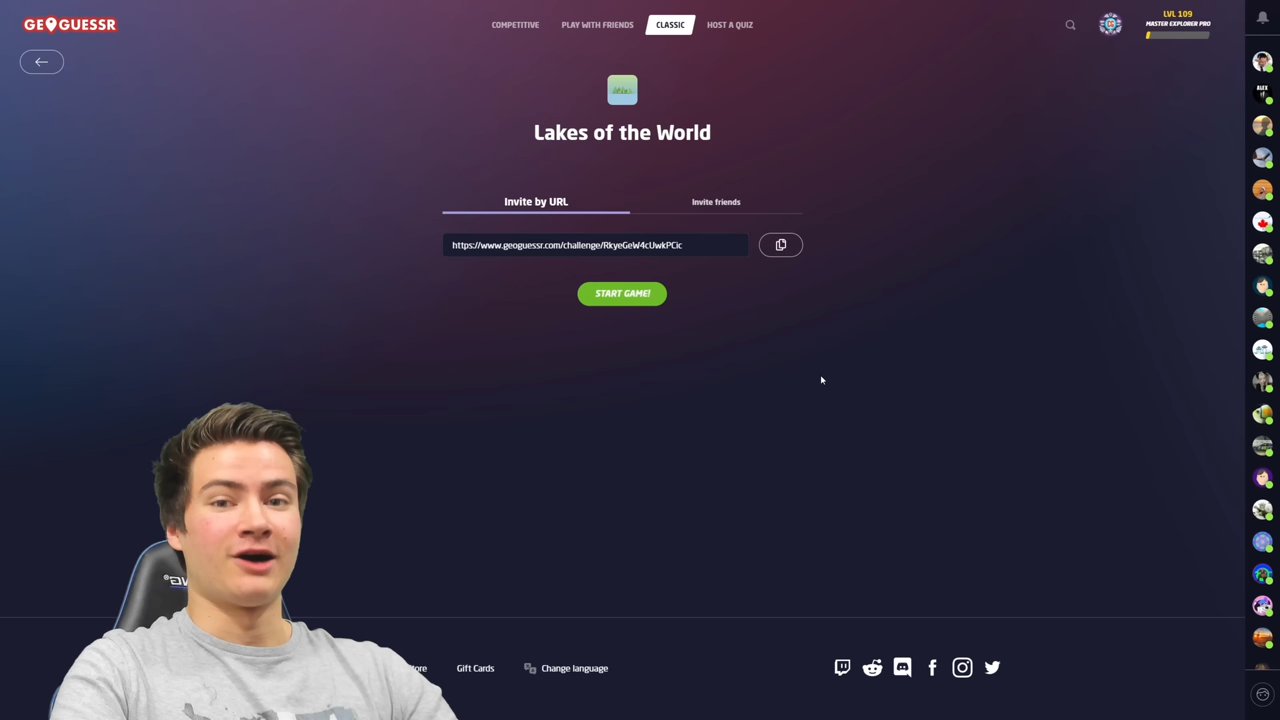 GEOGUESSR
COMPETITIVE
PLAY WITH FRIENDS
CLASSIC
HOST A QUIZ
LVL 109
MASTER EXPLORER PRO
ALEX
Lakes of the World
Invite by URL
Invite friends
https://www.geoguessr.com/challenge/RkyeGeW4cUwkPCic
START GAME!
Gift Cards
Change language